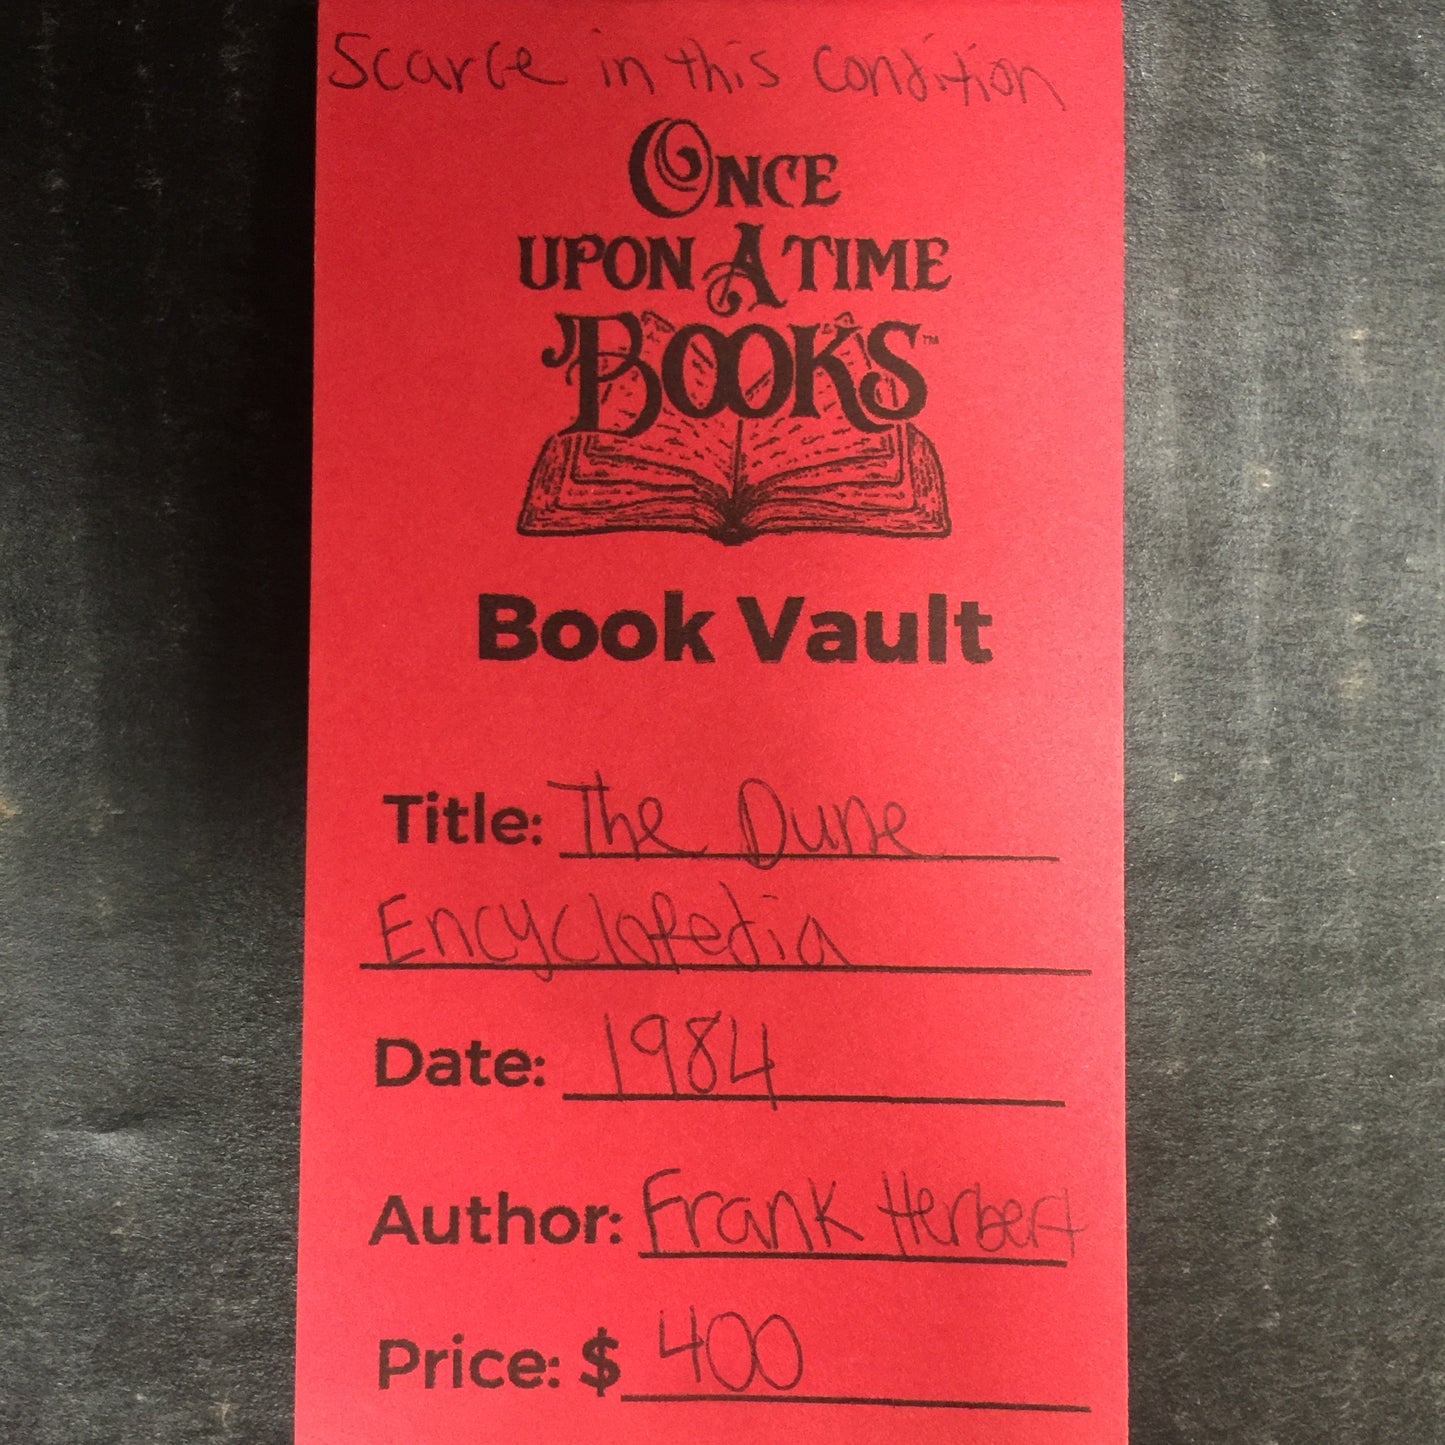 Scarce in this condition
ONCE
UPON A TIME
BOOKS™
Book Vault
Title: The Dune
Encyclopedia
Date: 1984
Author: Frank Herbert
Price: $ 400